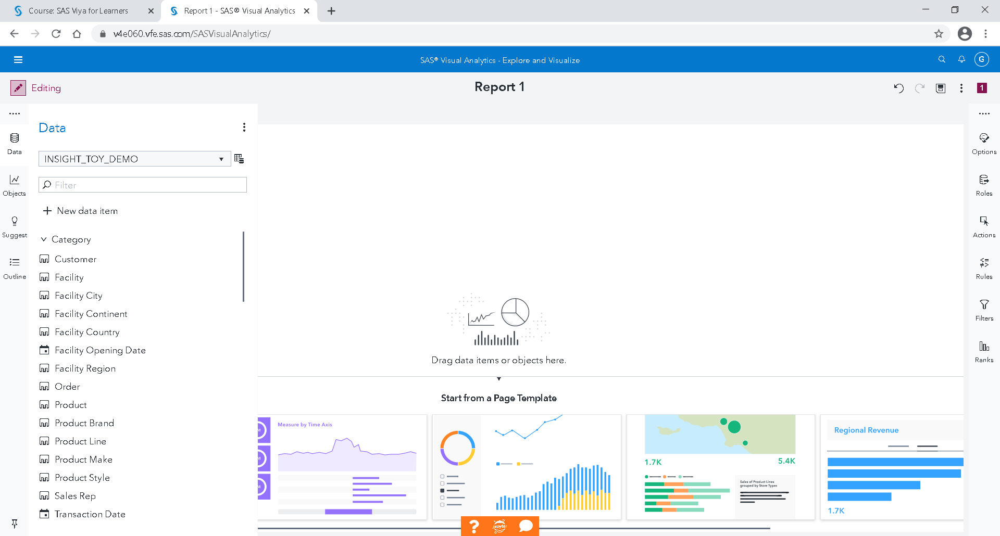 Course: SAS Viya for Learners
Report 1 - SAS® Visual Analytics
v4e060.vfe.sas.com/SASVisualAnalytics/
SAS® Visual Analytics - Explore and Visualize
G
Editing
Report 1
1
Data
Objects
Suggest
Outline
Data
INSIGHT_TOY_DEMO
Filter
New data item
Category
Customer
Facility
Facility City
Facility Continent
Facility Country
Facility Opening Date
Facility Region
Order
Product
Product Brand
Product Line
Product Make
Product Style
Sales Rep
Transaction Date
Drag data items or objects here.
Start from a Page Template
M
M
M
Measure by Time Axis
1.7K
5.4K
Sales of Product Lines
grouped by Store Types
Regional Revenue
1.7K
?
jupyter
Options
Roles
Actions
Rules
Filters
Ranks